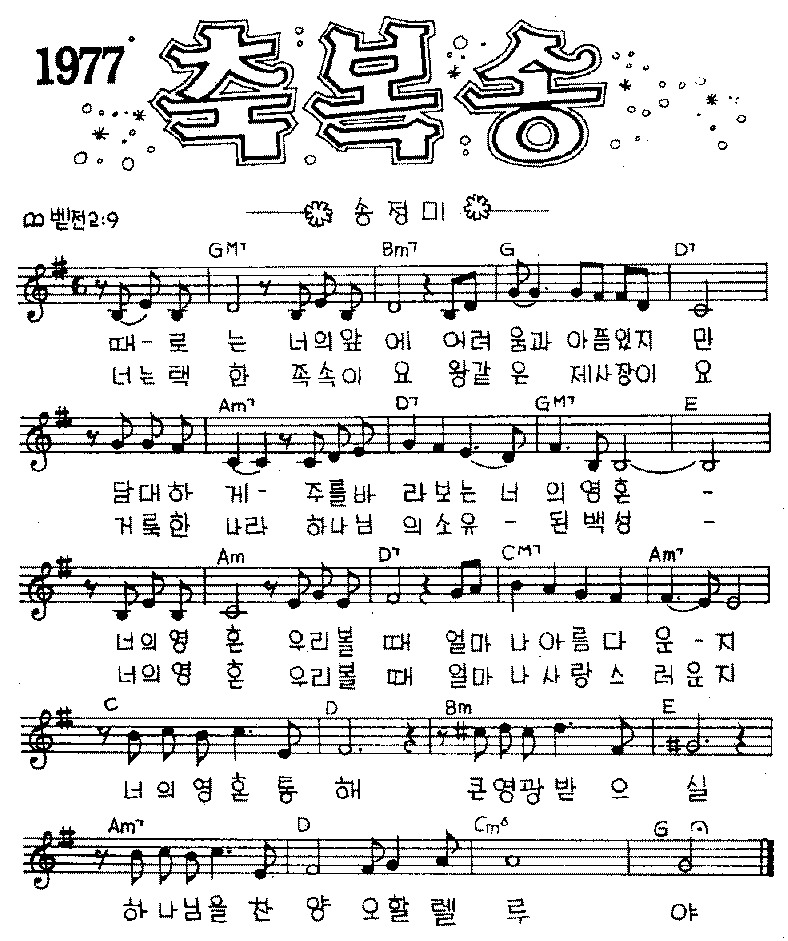 1977
축복송
벧전2:9
송정미
GM7 Bm7 G D7
때-로 는 너의앞 에 어려 움과 아픔있지 만
너는택 한 족속이 요 왕같 은 제사장이 요
Am7 D7 GM7 E
담대하 게- 주를바 라보는 너 의영혼 -
거룩한 나라 하나님 의소유- 된백성 -
Am D7 CM7 Am7
너의영 혼 우리볼 때 얼마 나아름다 운-지
너의영 혼 우리볼 때 얼마 나사랑스 러운지
C D Bm E
너의영혼통 해 큰영광받으 실
Am7 D Cm6 G
하나님을찬 양 오할렐 루 야